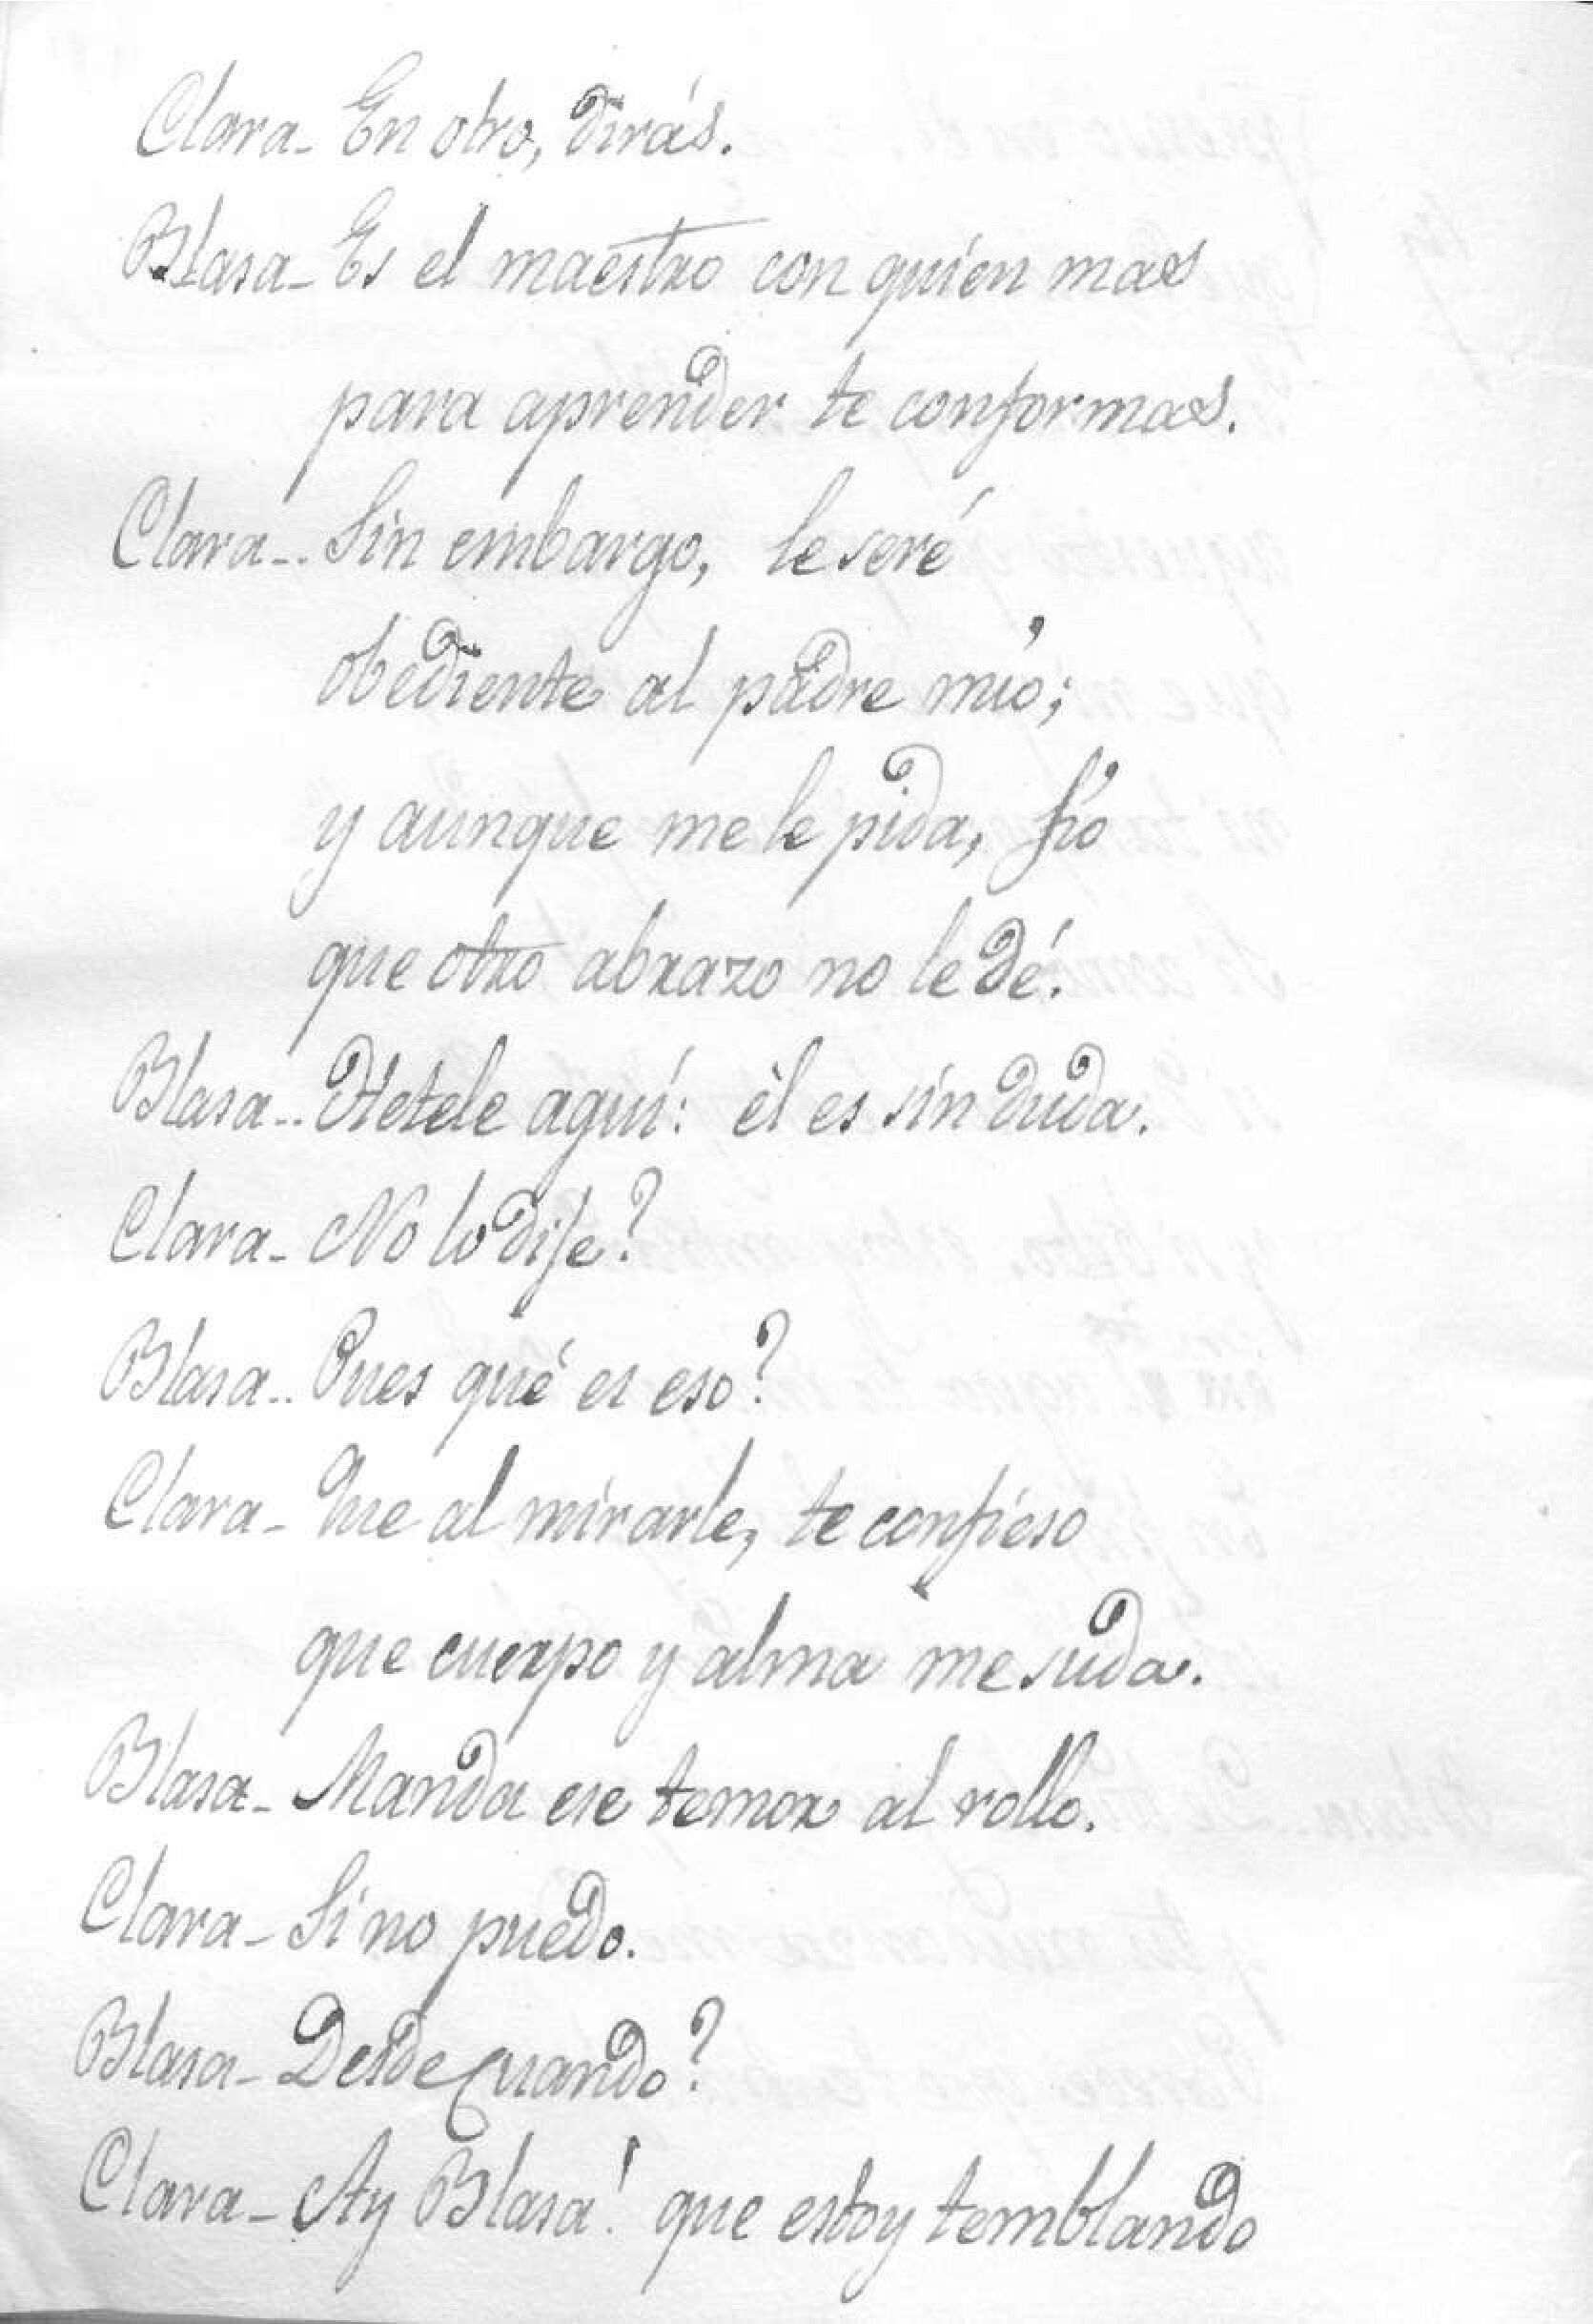 Clara - En otro, dirás.
Blasa - Es el maestro con quien mas
para aprender te conformas.
Clara - Sin embargo, le seré
obediente al padre mío;
y aunque me le pida, fío
que otro abrazo no le dé.
Blasa - Hetele aquí: èl es sin duda.
Clara - No lo dije?
Blasa - Pues qué es eso?
Clara - Que al mirarle, te confieso
que cuerpo y alma me suda.
Blasa - Manda ese temor al rollo.
Clara - Si no puedo.
Blasa - Desde cuando?
Clara - Ay Blasa! que estoy temblando